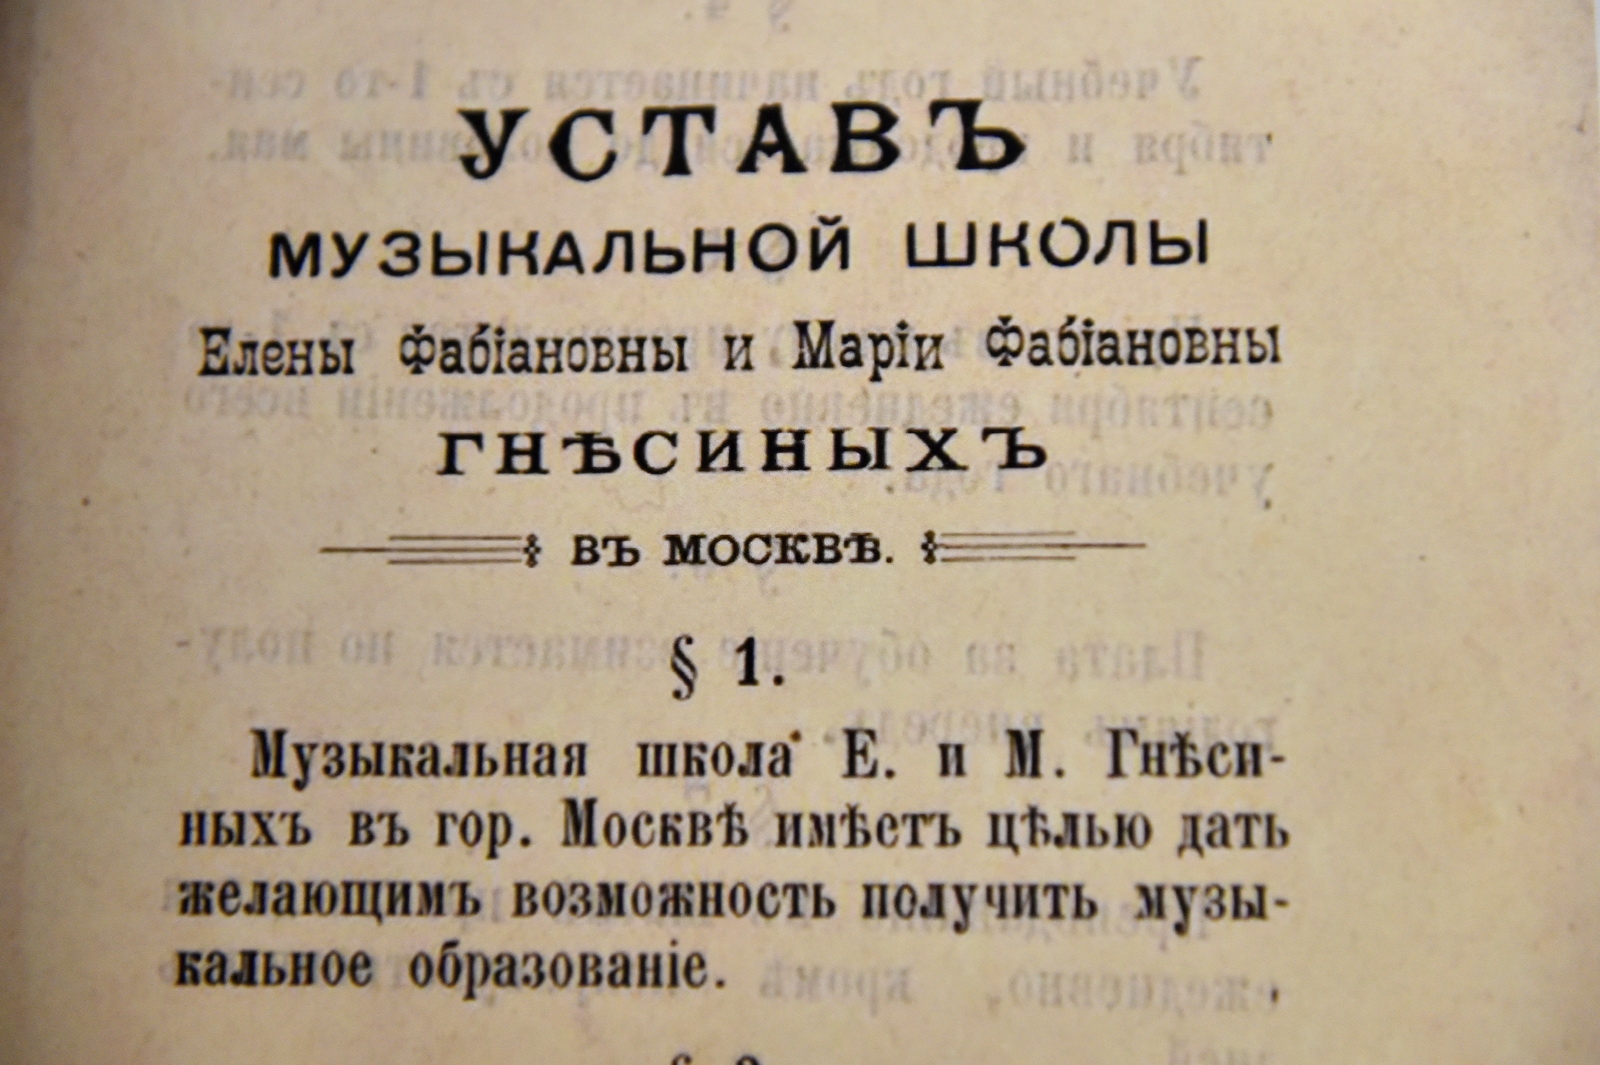 УСТАВЪ
МУЗЫКАЛЬНОЙ ШКОЛЫ
Елены Фабіановны и Маріи Фабіановны
ГНѢСИНЫХЪ
ВЪ МОСКВѢ.
§ 1.
Музыкальная школа Е. и М. Гнѣси-
ныхъ въ гор. Москвѣ имѣетъ цѣлью дать
желающимъ возможность получить музы-
кальное образованіе.